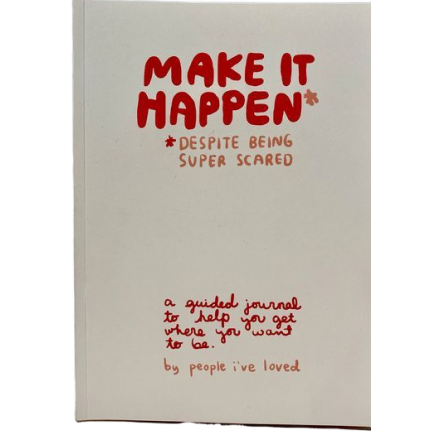 MAKE IT
HAPPEN*
*DESPITE BEING
SUPER SCARED
a guided journal
to help you get
where you want
to be.
by people i've loved